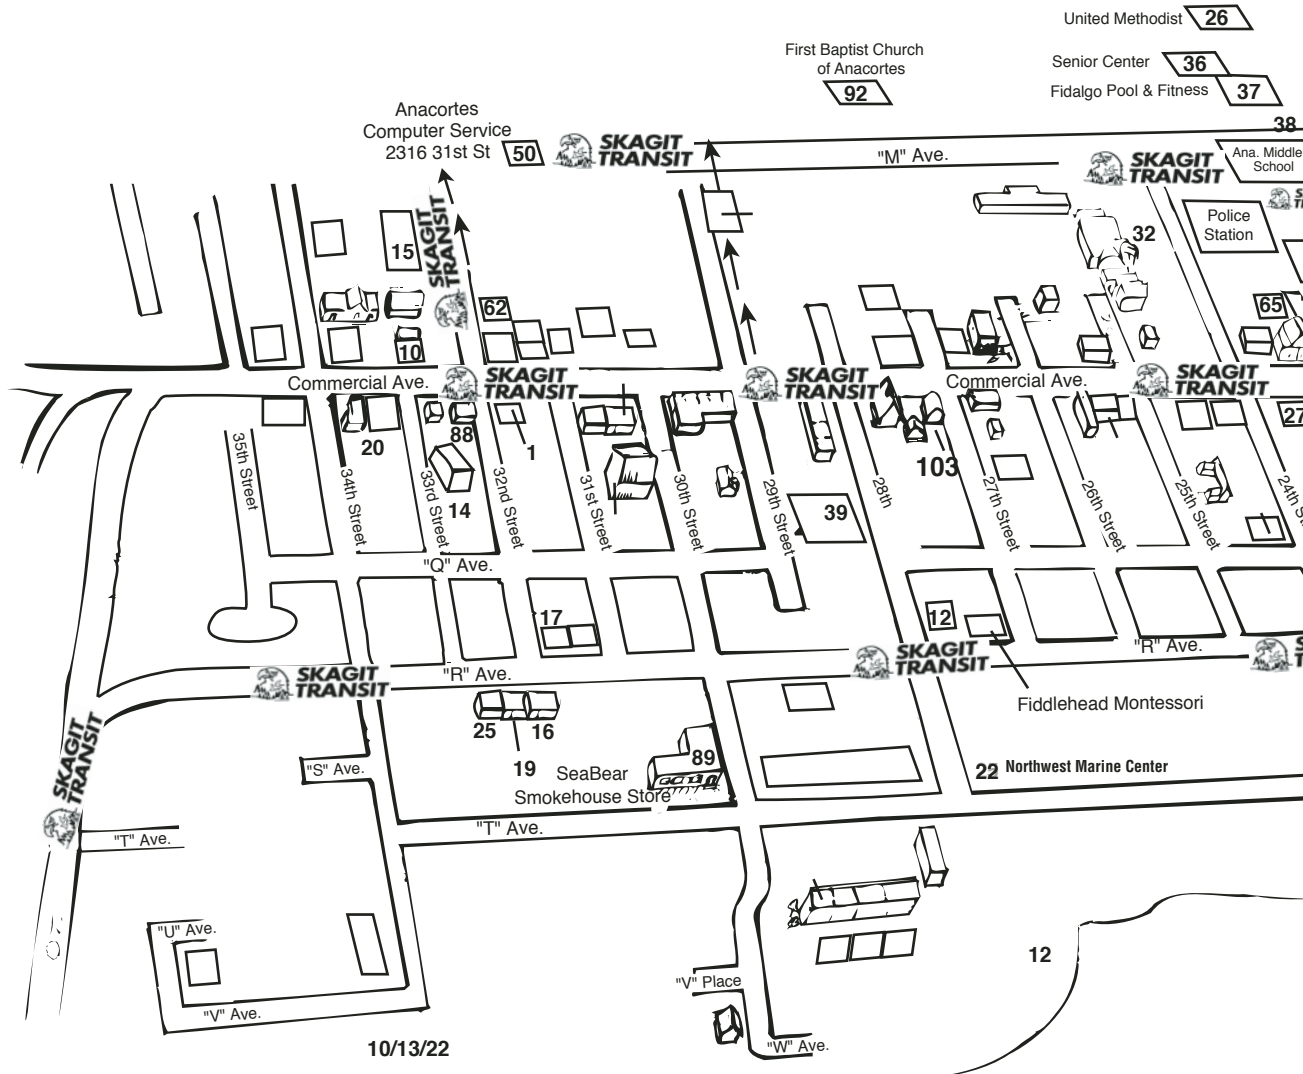 United Methodist 26
First Baptist Church
of Anacortes
92
Senior Center 36
Fidalgo Pool & Fitness 37
38
Anacortes
Computer Service
2316 31st St 50
SKAGIT
TRANSIT
"M" Ave.
SKAGIT
TRANSIT
Ana. Middle
School
Police
Station
32
15
SKAGIT
TRANSIT
62
65
10
Commercial Ave.
SKAGIT
TRANSIT
SKAGIT
TRANSIT
Commercial Ave.
SKAGIT
TRANSIT
20
88
1
27
103
14
39
35th Street
34th Street
33rd Street
32nd Street
31st Street
30th Street
29th Street
28th
27th Street
26th Street
25th Street
24th
"Q" Ave.
17
12
SKAGIT
TRANSIT
"R" Ave.
SKAGIT
TRANSIT
"R" Ave.
Fiddlehead Montessori
25
16
19
89
SeaBear
Smokehouse Store
22 Northwest Marine Center
SKAGIT
TRANSIT
"S" Ave.
"T" Ave.
"T" Ave.
"U" Ave.
"V" Ave.
"V" Place
12
"W" Ave.
10/13/22